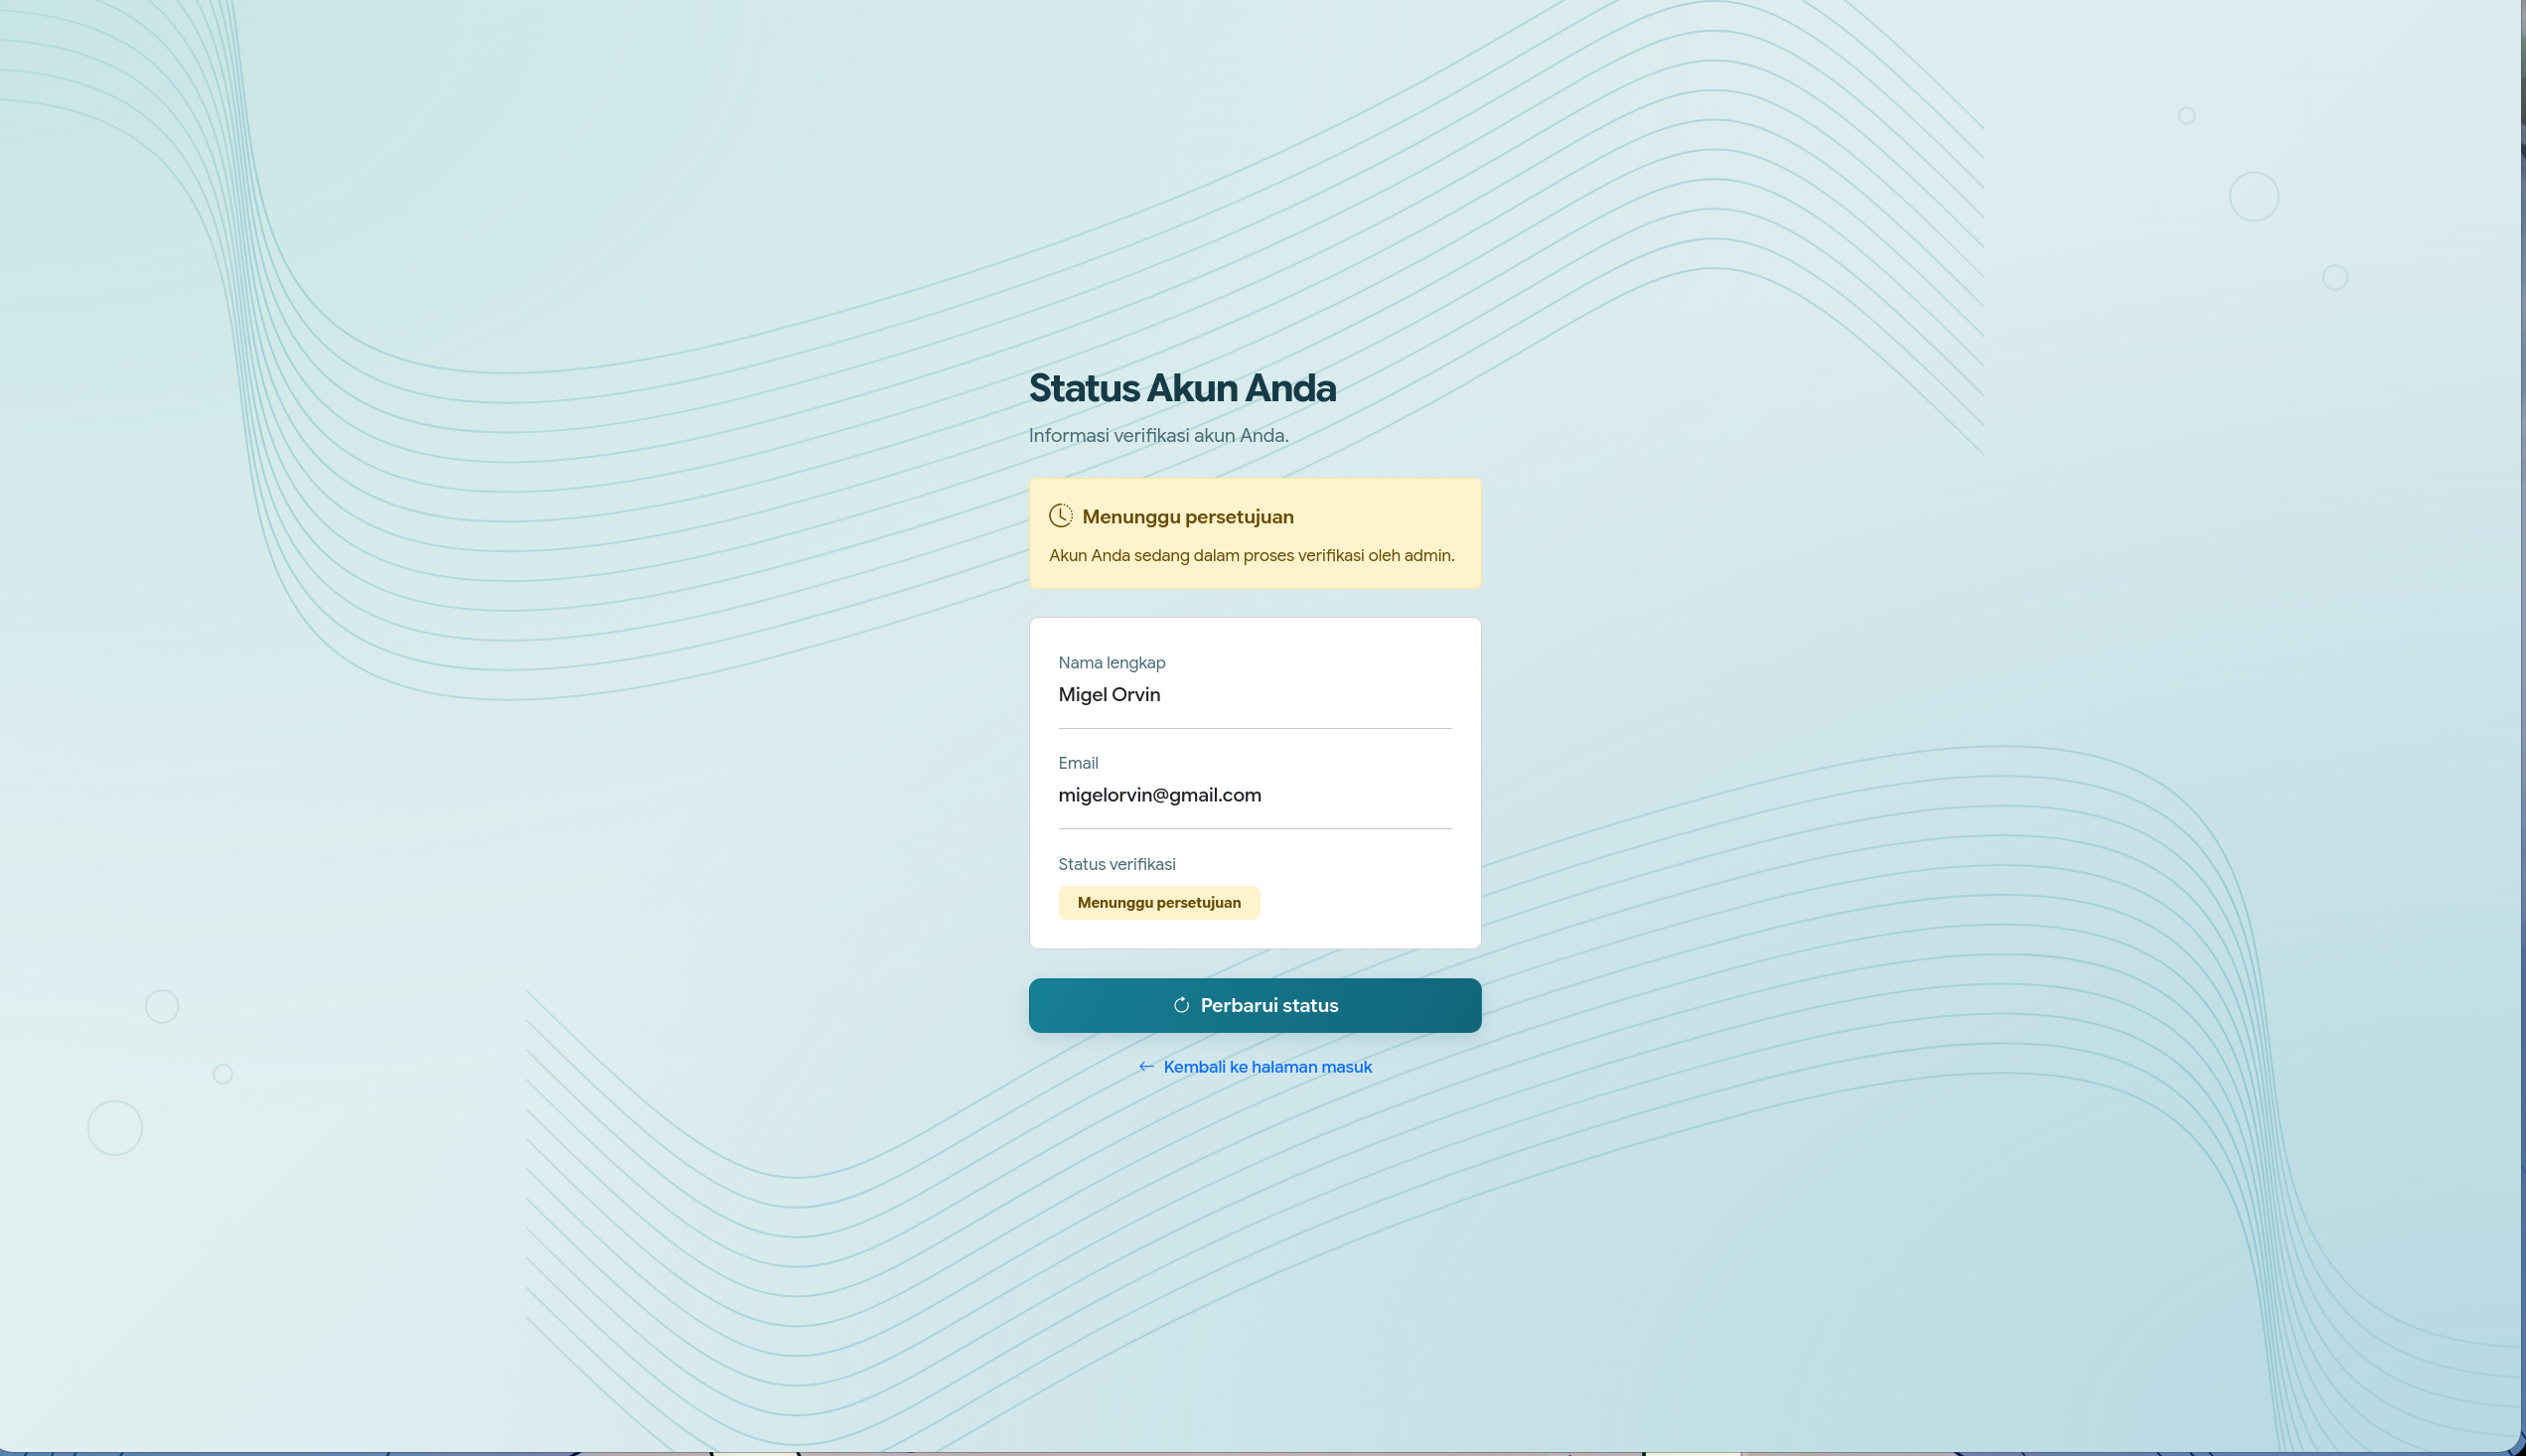 Status Akun Anda
Informasi verifikasi akun Anda.
Menunggu persetujuan
Akun Anda sedang dalam proses verifikasi oleh admin.
Nama lengkap
Migel Orvin
Email
migelorvin@gmail.com
Status verifikasi
Menunggu persetujuan
Perbarui status
Kembali ke halaman masuk